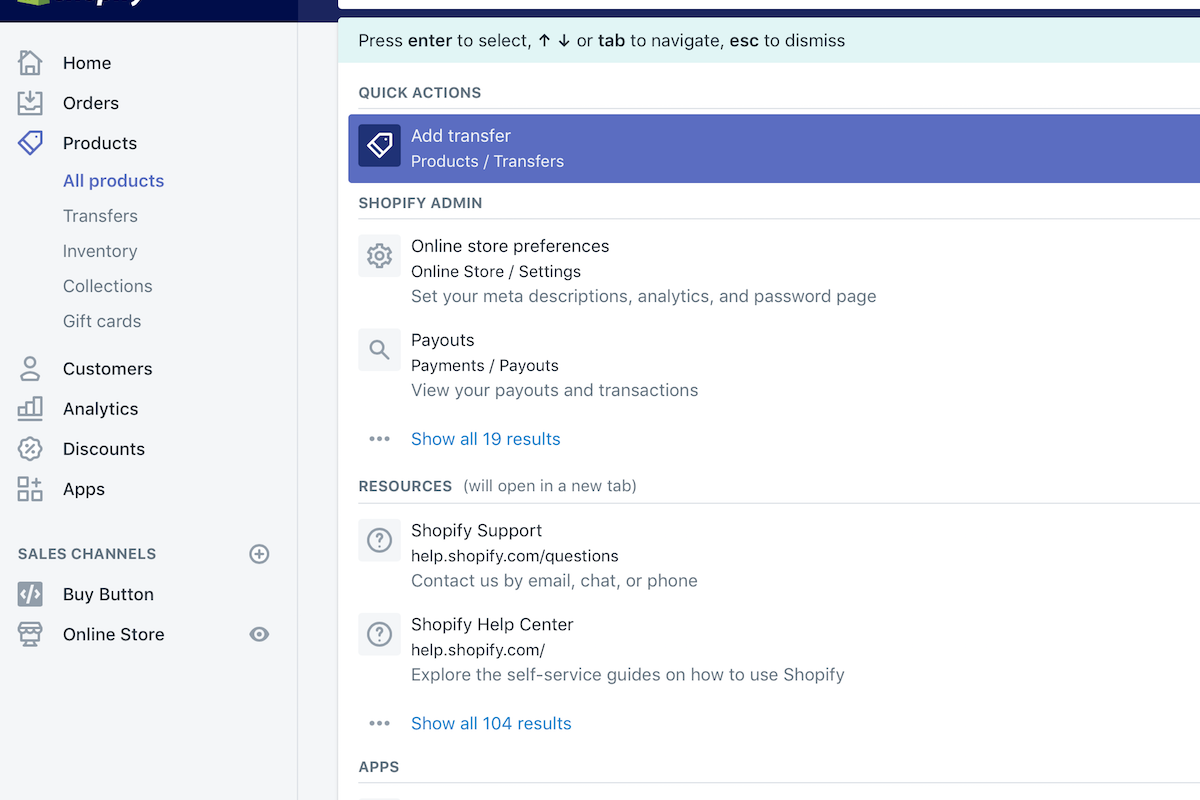 Home
Orders
Products
All products
Transfers
Inventory
Collections
Gift cards
Customers
Analytics
Discounts
Apps
SALES CHANNELS
Buy Button
Online Store
Press enter to select, ↑ ↓ or tab to navigate, esc to dismiss
QUICK ACTIONS
Add transfer
Products / Transfers
SHOPIFY ADMIN
Online store preferences
Online Store / Settings
Set your meta descriptions, analytics, and password page
Payouts
Payments / Payouts
View your payouts and transactions
Show all 19 results
RESOURCES (will open in a new tab)
Shopify Support
help.shopify.com/questions
Contact us by email, chat, or phone
Shopify Help Center
help.shopify.com/
Explore the self-service guides on how to use Shopify
Show all 104 results
APPS